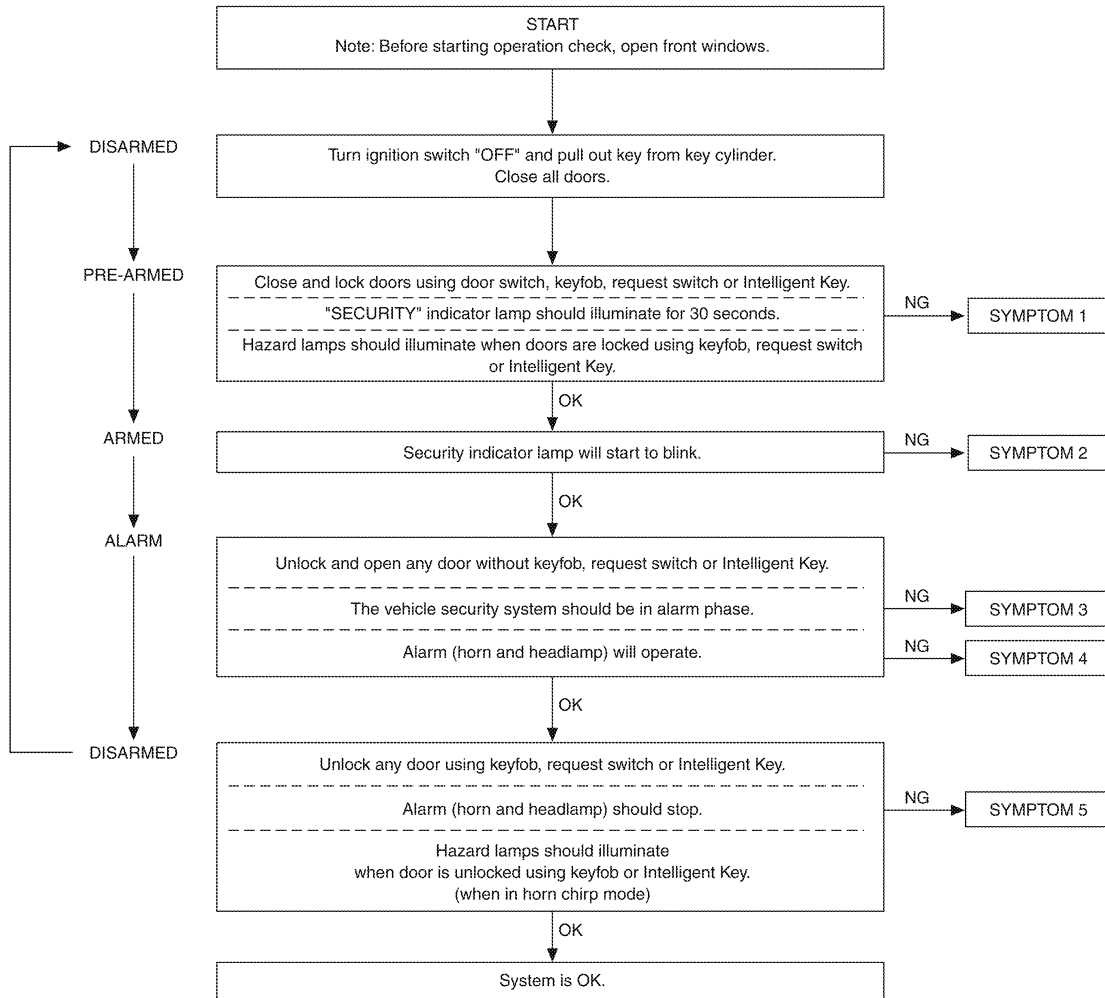 START
Note: Before starting operation check, open front windows.
DISARMED
Turn ignition switch "OFF" and pull out key from key cylinder.
Close all doors.
PRE-ARMED
Close and lock doors using door switch, keyfob, request switch or Intelligent Key.
"SECURITY" indicator lamp should illuminate for 30 seconds.
Hazard lamps should illuminate when doors are locked using keyfob, request switch
or Intelligent Key.
NG
SYMPTOM 1
OK
ARMED
Security indicator lamp will start to blink.
NG
SYMPTOM 2
OK
ALARM
Unlock and open any door without keyfob, request switch or Intelligent Key.
The vehicle security system should be in alarm phase.
NG
SYMPTOM 3
Alarm (horn and headlamp) will operate.
NG
SYMPTOM 4
OK
DISARMED
Unlock any door using keyfob, request switch or Intelligent Key.
Alarm (horn and headlamp) should stop.
NG
SYMPTOM 5
Hazard lamps should illuminate
when door is unlocked using keyfob or Intelligent Key.
(when in horn chirp mode)
OK
System is OK.